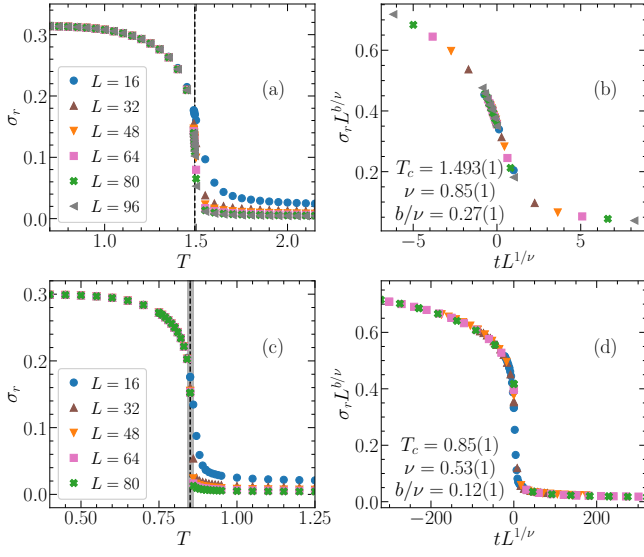 0.3
0.2
0.1
0.0
σ_r
L = 16
L = 32
L = 48
L = 64
L = 80
L = 96
(a)
1.0
1.5
2.0
T
0.6
0.4
0.2
σ_r L^{b/ν}
(b)
T_c = 1.493(1)
ν = 0.85(1)
b/ν = 0.27(1)
−5
0
5
tL^{1/ν}
0.3
0.2
0.1
0.0
σ_r
(c)
L = 16
L = 32
L = 48
L = 64
L = 80
0.50
0.75
1.00
1.25
T
0.6
0.4
0.2
0.0
σ_r L^{b/ν}
(d)
T_c = 0.85(1)
ν = 0.53(1)
b/ν = 0.12(1)
−200
0
200
tL^{1/ν}